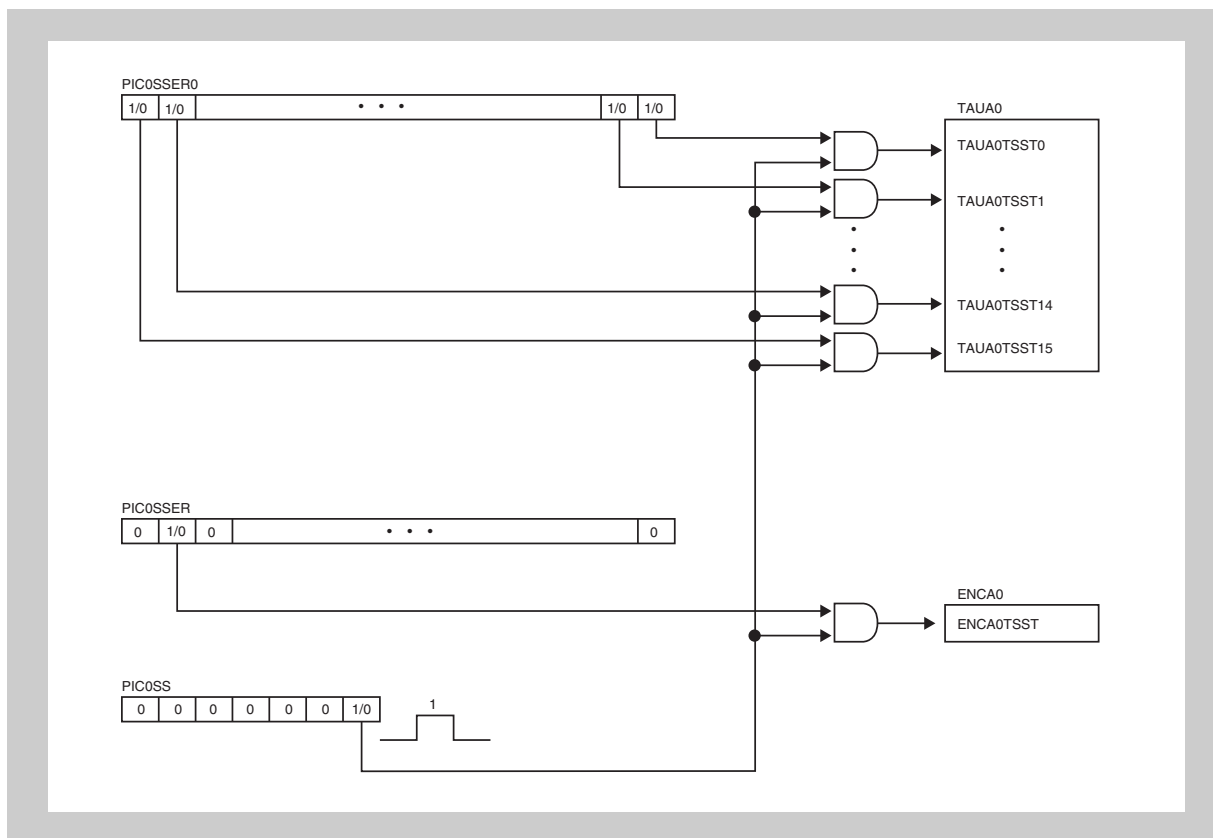 PIC0SSER0
1/0 1/0 • • • 1/0 1/0
TAUA0
TAUA0TSST0
TAUA0TSST1
• • •
TAUA0TSST14
TAUA0TSST15
PIC0SSER
0 1/0 0 • • • 0
ENCA0
ENCA0TSST
PIC0SS
0 0 0 0 0 0 1/0
1